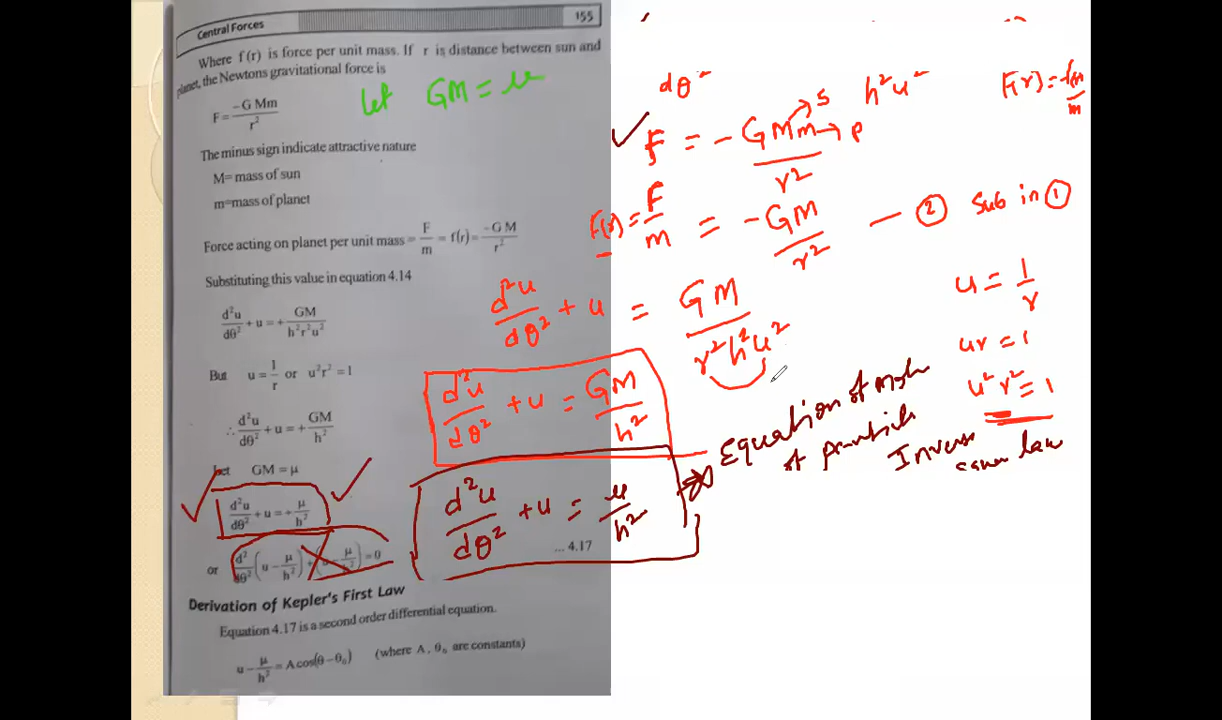 Central Forces 155
Where f(r) is force per unit mass. If r is distance between sun and
planet, the Newtons gravitational force is
F = −G Mm / r²
The minus sign indicate attractive nature
M= mass of sun
m=mass of planet
Force acting on planet per unit mass = F/m = f(r) = −G M / r²
Substituting this value in equation 4.14
d²u/dθ² + u = + GM / h²r²u²
But u = 1/r or u²r² = 1
∴ d²u/dθ² + u = + GM/h²
GM = μ
d²u/dθ² + u = + μ/h²
or d²/dθ² (u − μ/h²) + (u − μ/h²) = 0 ... 4.17
Derivation of Kepler's First Law
Equation 4.17 is a second order differential equation.
u − μ/h² = A cos(θ − θ₀) (where A, θ₀ are constants)
let GM = μ
dθ² h²u²
F = − G M m / r²
→ s
→ p
F(r) = F/m = − GM / r² — ② Sub in ①
d²u/dθ² + u = GM / r²h²u²
u = 1/r
ur = 1
u²r² = 1
d²u/dθ² + u = GM/h²
d²u/dθ² + u = μ/h²
Equation of
of
Inverse
law